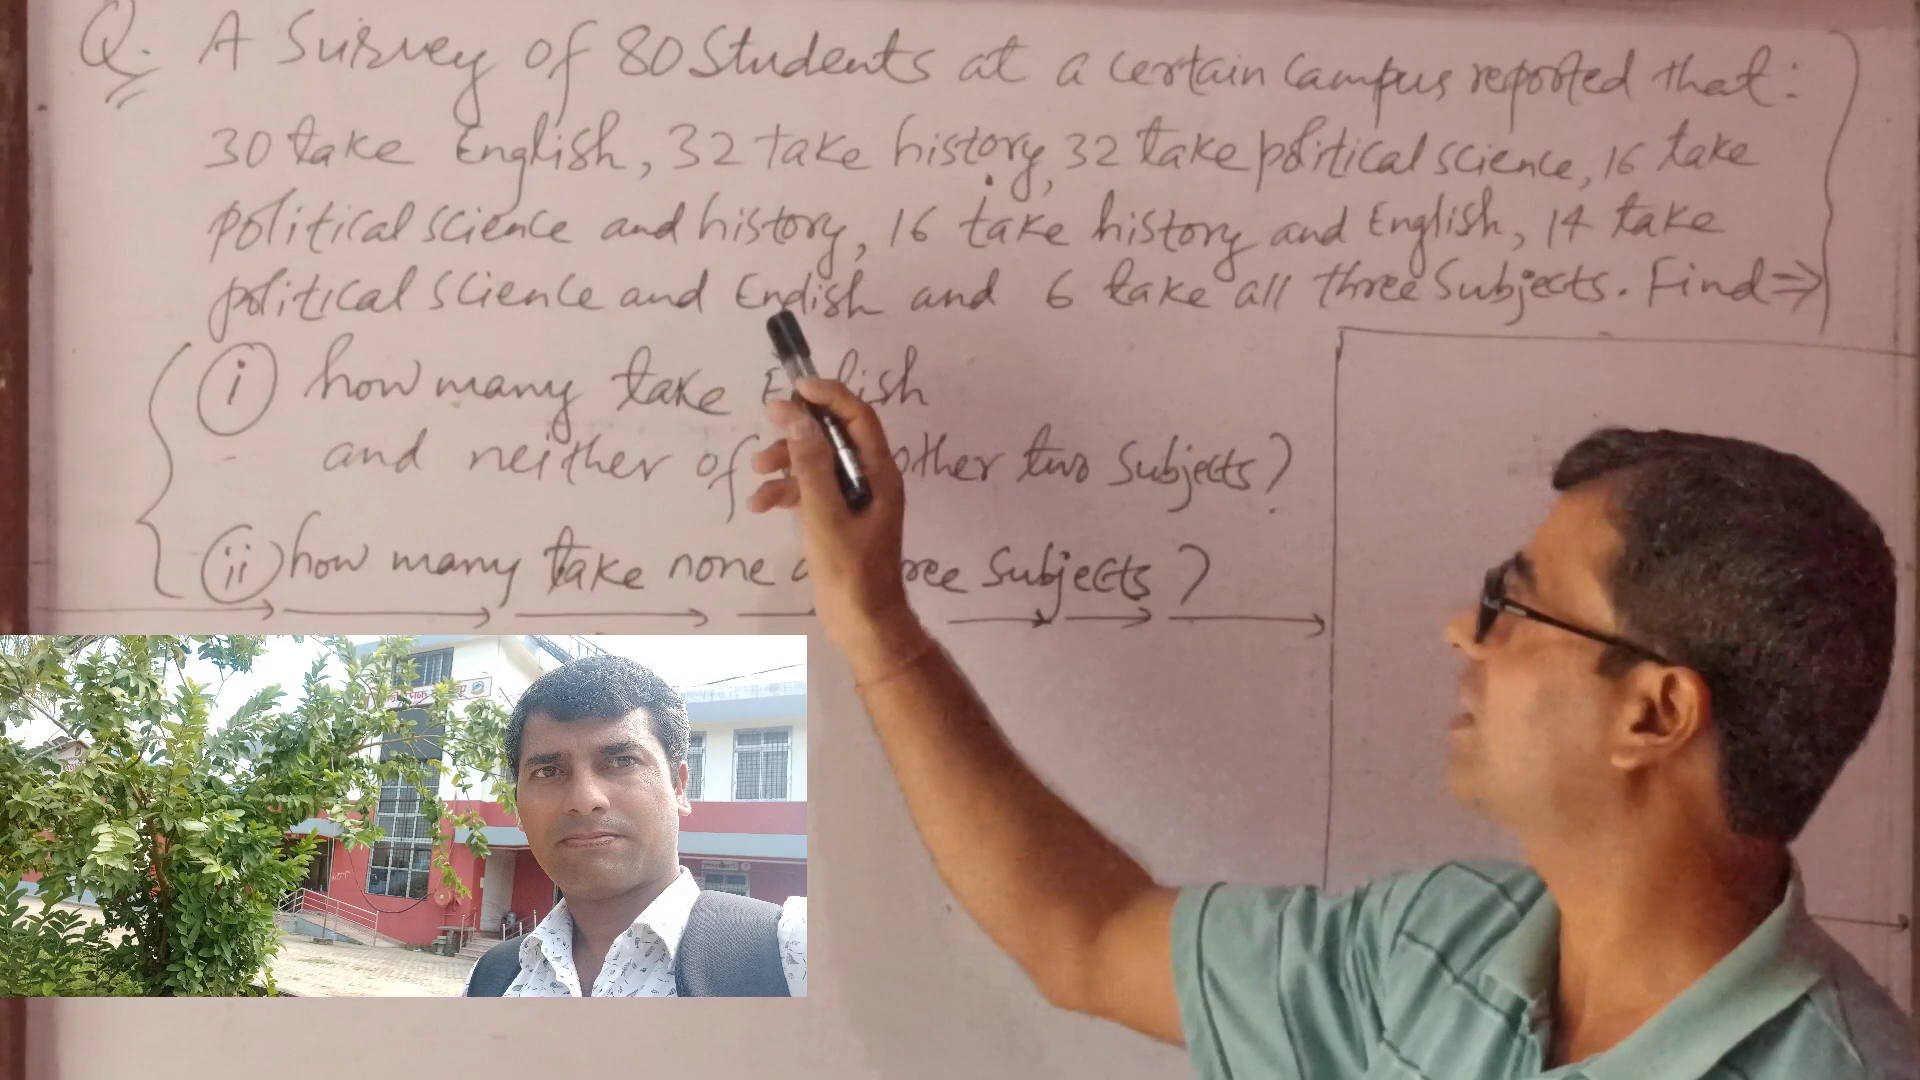 Q. A Survey of 80 Students at a certain Campus reported that:
30 take English, 32 take history, 32 take political science, 16 take
political science and history, 16 take history and English, 14 take
political science and English and 6 take all three Subjects. Find ⇒
(i) how many take English
and neither of other two Subjects?
(ii) how many take none Subjects?